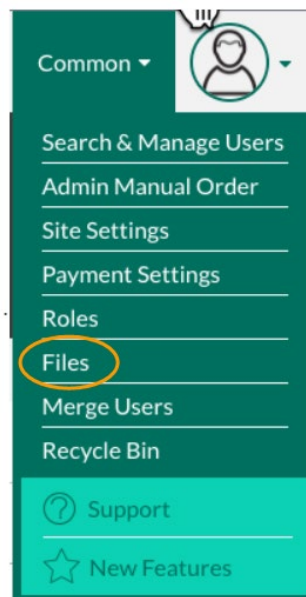 Common
Search & Manage Users
Admin Manual Order
Site Settings
Payment Settings
Roles
Files
Merge Users
Recycle Bin
Support
New Features